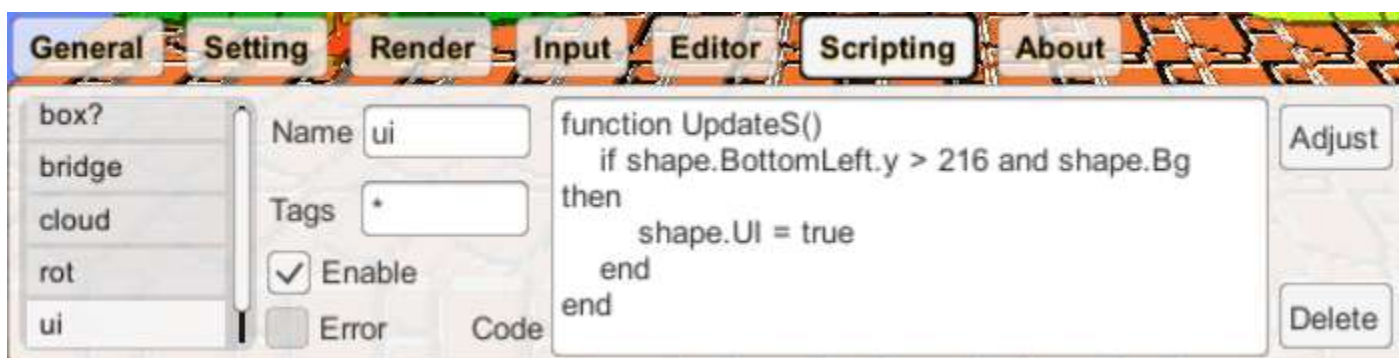 General Setting Render Input Editor Scripting About
box?
bridge
cloud
rot
ui
Name ui
Tags *
Enable
Error Code
function UpdateS()
if shape.BottomLeft.y > 216 and shape.Bg
then
shape.UI = true
end
end
Adjust
Delete